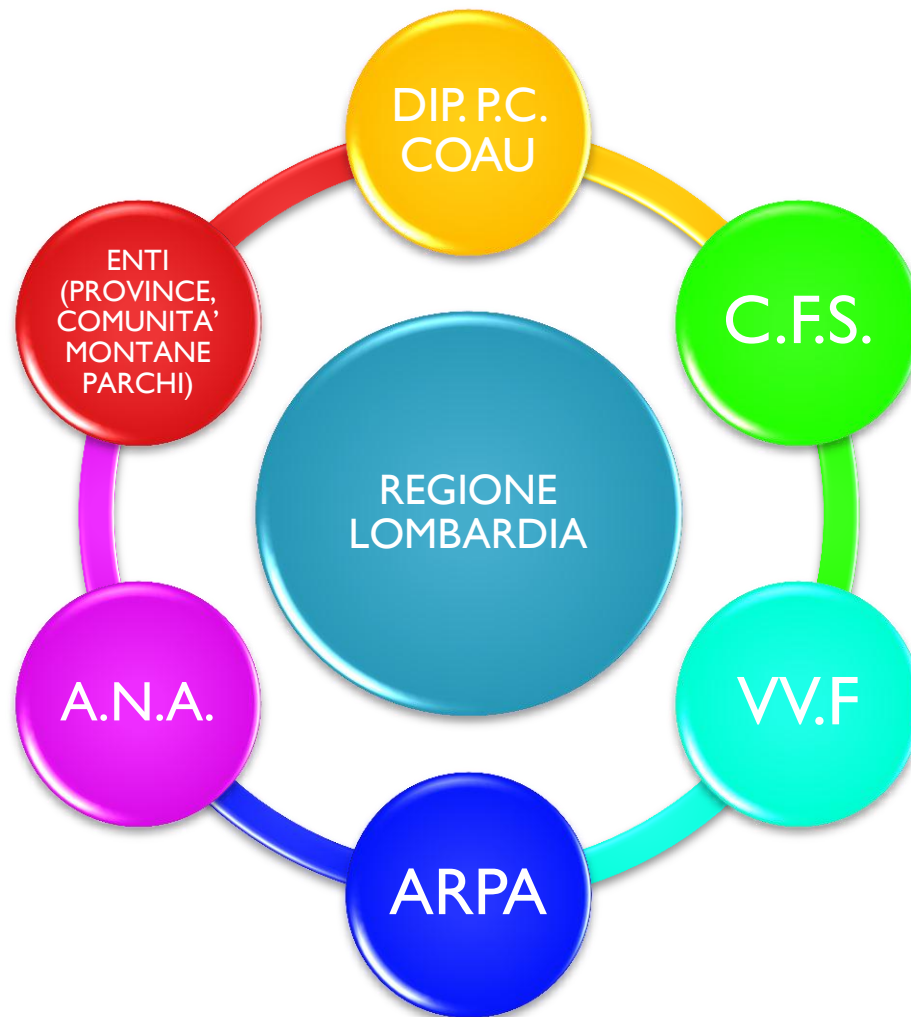 DIP. P.C.
COAU
C.F.S.
VV.F
ARPA
A.N.A.
ENTI
(PROVINCE,
COMUNITA’
MONTANE
PARCHI)
REGIONE
LOMBARDIA